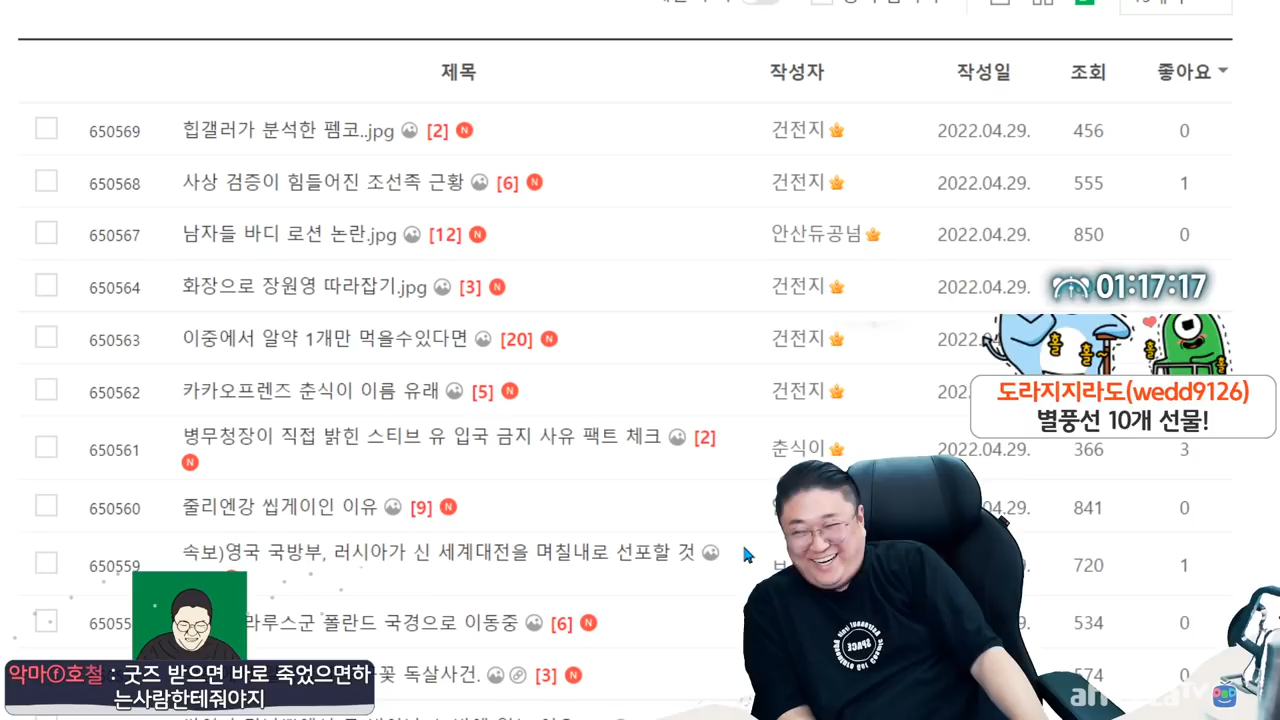 제목 작성자 작성일 조회 좋아요
650569 힙갤러가 분석한 펨코..jpg [2] N 건전지 2022.04.29. 456 0
650568 사상 검증이 힘들어진 조선족 근황 [6] N 건전지 2022.04.29. 555 1
650567 남자들 바디 로션 논란.jpg [12] N 안산듀공넘 2022.04.29. 850 0
650564 화장으로 장원영 따라잡기.jpg [3] N 건전지 2022.04.29.
01:17:17
650563 이중에서 알약 1개만 먹을수있다면 [20] N 건전지 2022
홀 홀~ 홀 홀
650562 카카오프렌즈 춘식이 이름 유래 [5] N 건전지 202
도라지지라도(wedd9126)
별풍선 10개 선물!
650561 병무청장이 직접 밝힌 스티브 유 입국 금지 사유 팩트 체크 [2]
N 춘식이 2022.04.29. 366 3
650560 줄리엔강 씹게이인 이유 [9] N 04.29. 841 0
650559 속보)영국 국방부, 러시아가 신 세계대전을 며칠내로 선포할 것 720 1
65055 라루스군 폴란드 국경으로 이동중 [6] N 534 0
꽃 독살사건. [3] N 574 0
악마ⓕ호철 : 굿즈 받으면 바로 죽었으면하
는사람한테줘야지
SPACE